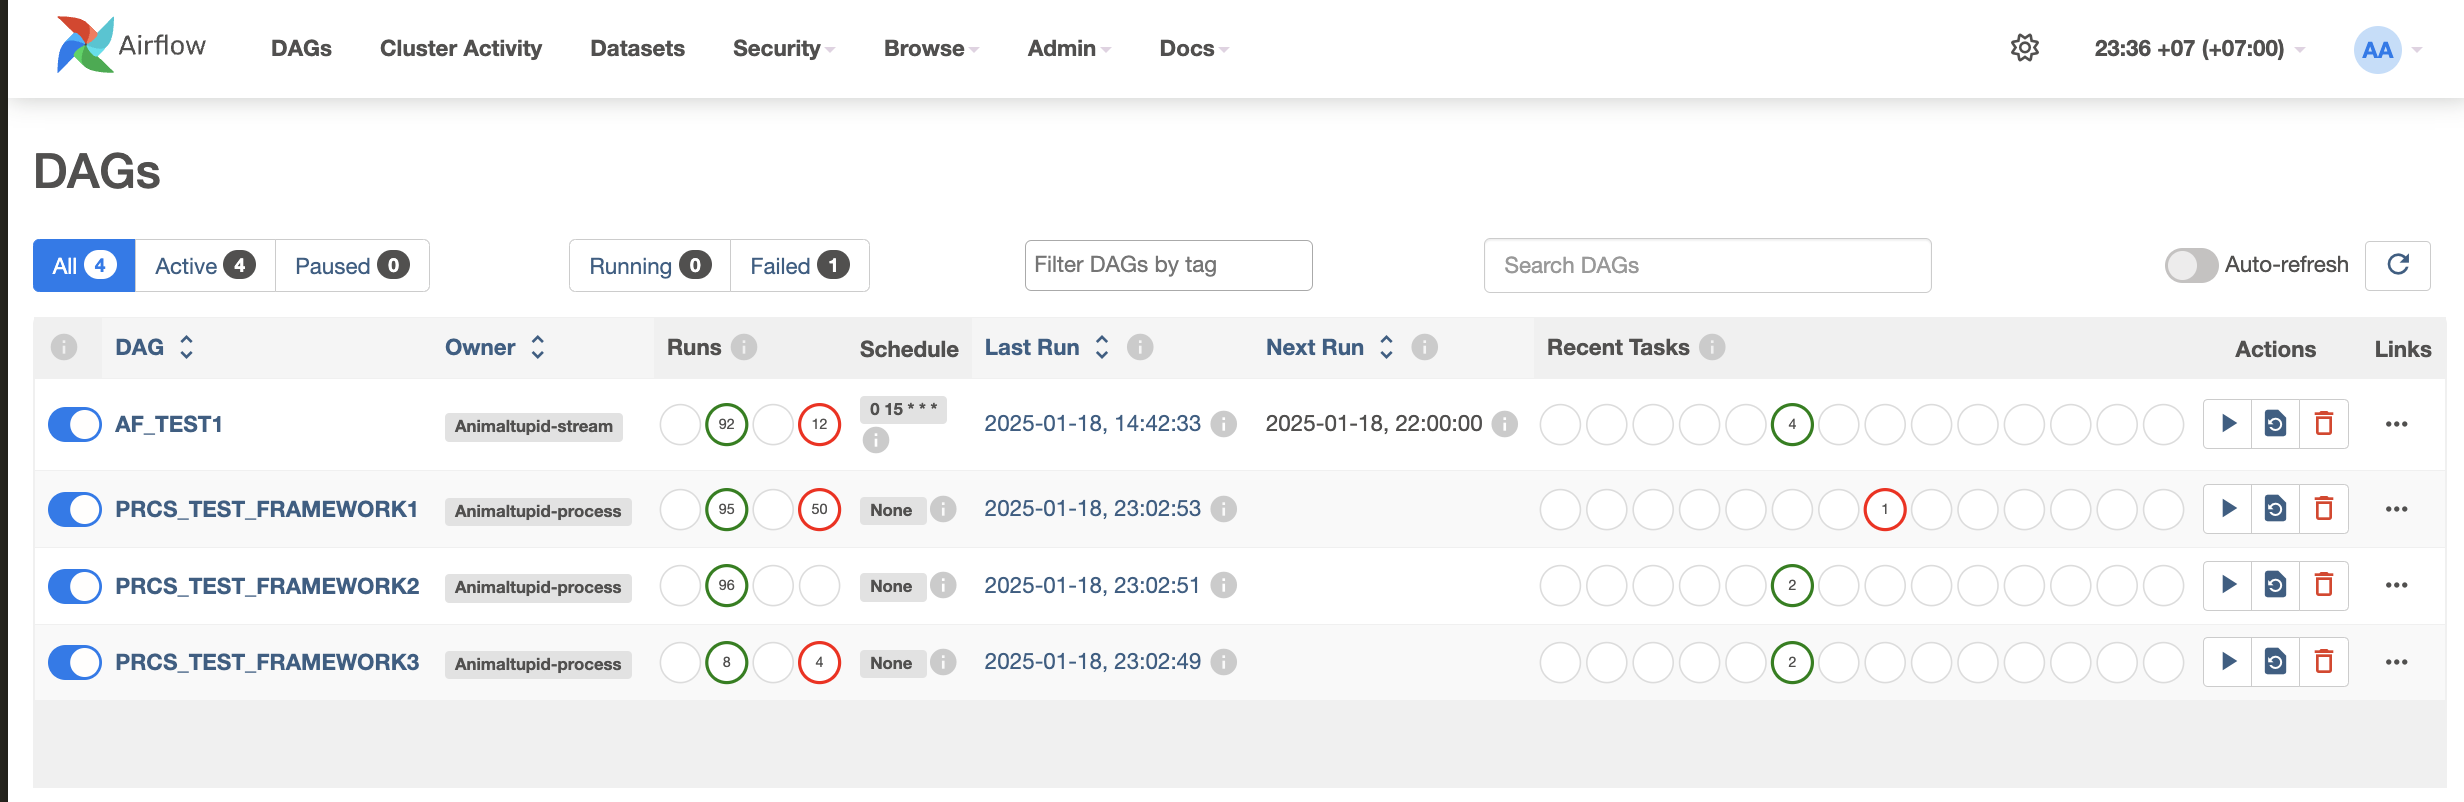 Airflow DAGs Cluster Activity Datasets Security Browse Admin Docs 23:36 +07 (+07:00) AA
DAGs
All 4 Active 4 Paused 0 Running 0 Failed 1 Filter DAGs by tag Search DAGs Auto-refresh
i DAG Owner Runs i Schedule Last Run i Next Run i Recent Tasks i Actions Links
AF_TEST1 Animaltupid-stream 92 12 0 15 * * * i 2025-01-18, 14:42:33 i 2025-01-18, 22:00:00 i 4
PRCS_TEST_FRAMEWORK1 Animaltupid-process 95 50 None i 2025-01-18, 23:02:53 i 1
PRCS_TEST_FRAMEWORK2 Animaltupid-process 96 None i 2025-01-18, 23:02:51 i 2
PRCS_TEST_FRAMEWORK3 Animaltupid-process 8 4 None i 2025-01-18, 23:02:49 i 2